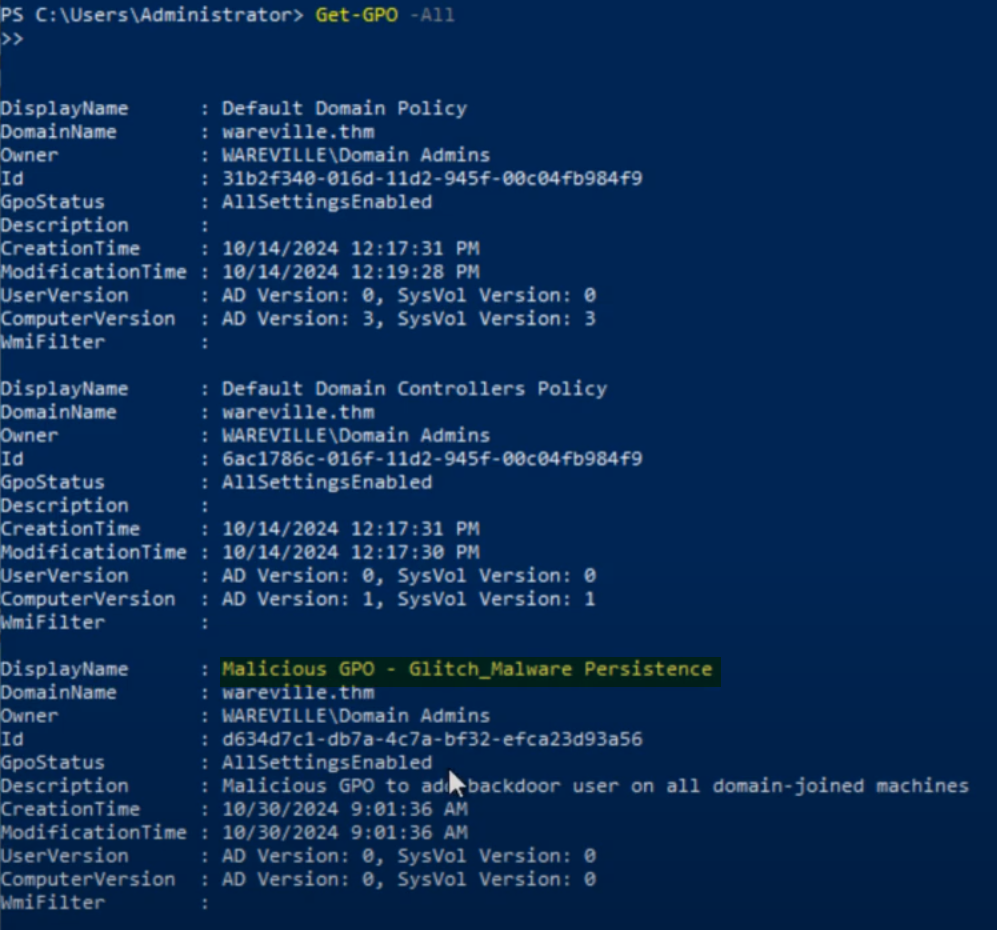 PS C:\Users\Administrator> Get-GPO -All
>>
DisplayName : Default Domain Policy
DomainName : wareville.thm
Owner : WAREVILLE\Domain Admins
Id : 31b2f340-016d-11d2-945f-00c04fb984f9
GpoStatus : AllSettingsEnabled
Description :
CreationTime : 10/14/2024 12:17:31 PM
ModificationTime : 10/14/2024 12:19:28 PM
UserVersion : AD Version: 0, SysVol Version: 0
ComputerVersion : AD Version: 3, SysVol Version: 3
WmiFilter :
DisplayName : Default Domain Controllers Policy
DomainName : wareville.thm
Owner : WAREVILLE\Domain Admins
Id : 6ac1786c-016f-11d2-945f-00c04fb984f9
GpoStatus : AllSettingsEnabled
Description :
CreationTime : 10/14/2024 12:17:31 PM
ModificationTime : 10/14/2024 12:17:30 PM
UserVersion : AD Version: 0, SysVol Version: 0
ComputerVersion : AD Version: 1, SysVol Version: 1
WmiFilter :
DisplayName : Malicious GPO - Glitch_Malware Persistence
DomainName : wareville.thm
Owner : WAREVILLE\Domain Admins
Id : d634d7c1-db7a-4c7a-bf32-efca23d93a56
GpoStatus : AllSettingsEnabled
Description : Malicious GPO to add backdoor user on all domain-joined machines
CreationTime : 10/30/2024 9:01:36 AM
ModificationTime : 10/30/2024 9:01:36 AM
UserVersion : AD Version: 0, SysVol Version: 0
ComputerVersion : AD Version: 0, SysVol Version: 0
WmiFilter :